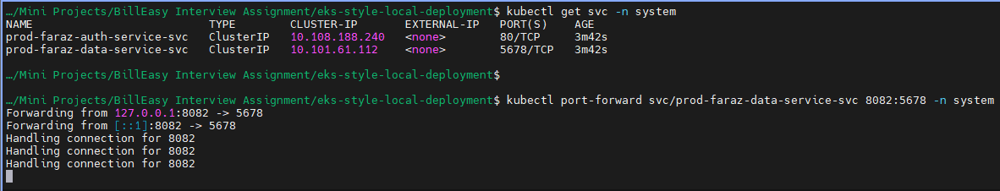 …/Mini Projects/BillEasy Interview Assignment/eks-style-local-deployment$ kubectl get svc -n system
NAME TYPE CLUSTER-IP EXTERNAL-IP PORT(S) AGE
prod-faraz-auth-service-svc ClusterIP 10.108.188.240 <none> 80/TCP 3m42s
prod-faraz-data-service-svc ClusterIP 10.101.61.112 <none> 5678/TCP 3m42s
…/Mini Projects/BillEasy Interview Assignment/eks-style-local-deployment$
…/Mini Projects/BillEasy Interview Assignment/eks-style-local-deployment$ kubectl port-forward svc/prod-faraz-data-service-svc 8082:5678 -n system
Forwarding from 127.0.0.1:8082 -> 5678
Forwarding from [::1]:8082 -> 5678
Handling connection for 8082
Handling connection for 8082
Handling connection for 8082